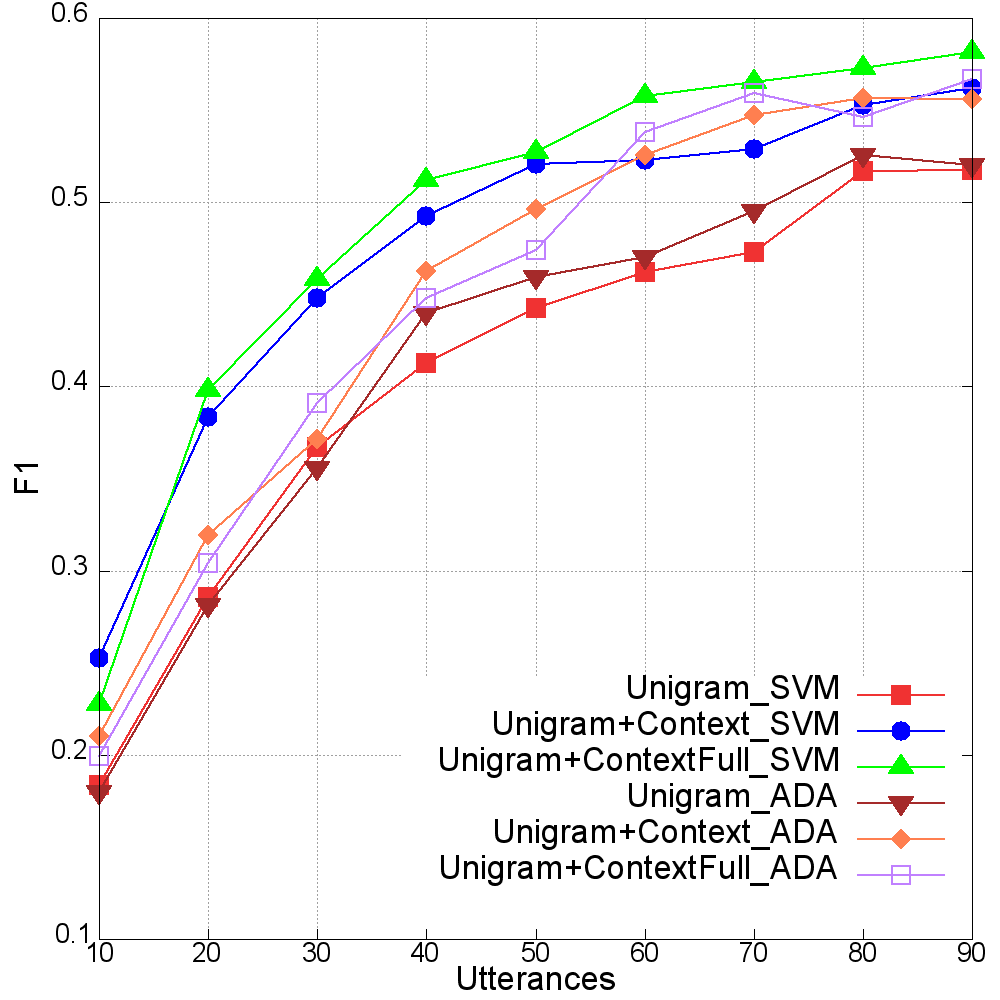 0.6
0.5
0.4
0.3
0.2
0.1
F1
10 20 30 40 50 60 70 80 90
Utterances
Unigram_SVM
Unigram+Context_SVM
Unigram+ContextFull_SVM
Unigram_ADA
Unigram+Context_ADA
Unigram+ContextFull_ADA